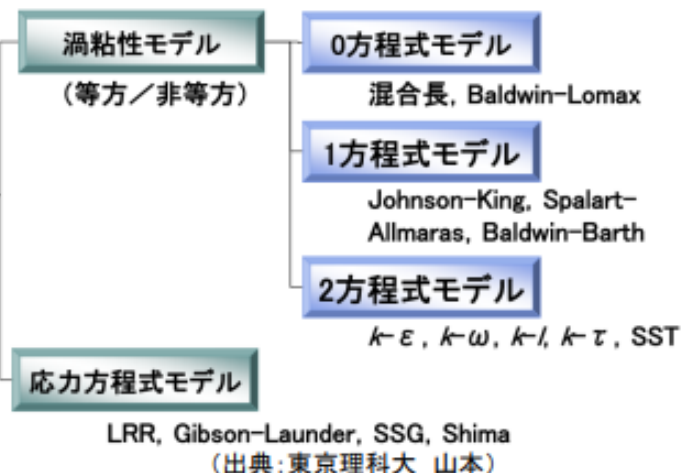 渦粘性モデル
(等方／非等方)
0方程式モデル
混合長, Baldwin-Lomax
1方程式モデル
Johnson-King, Spalart-
Allmaras, Baldwin-Barth
2方程式モデル
k-ε, k-ω, k-l, k-τ, SST
応力方程式モデル
LRR, Gibson-Launder, SSG, Shima
(出典:東京理科大 山本)